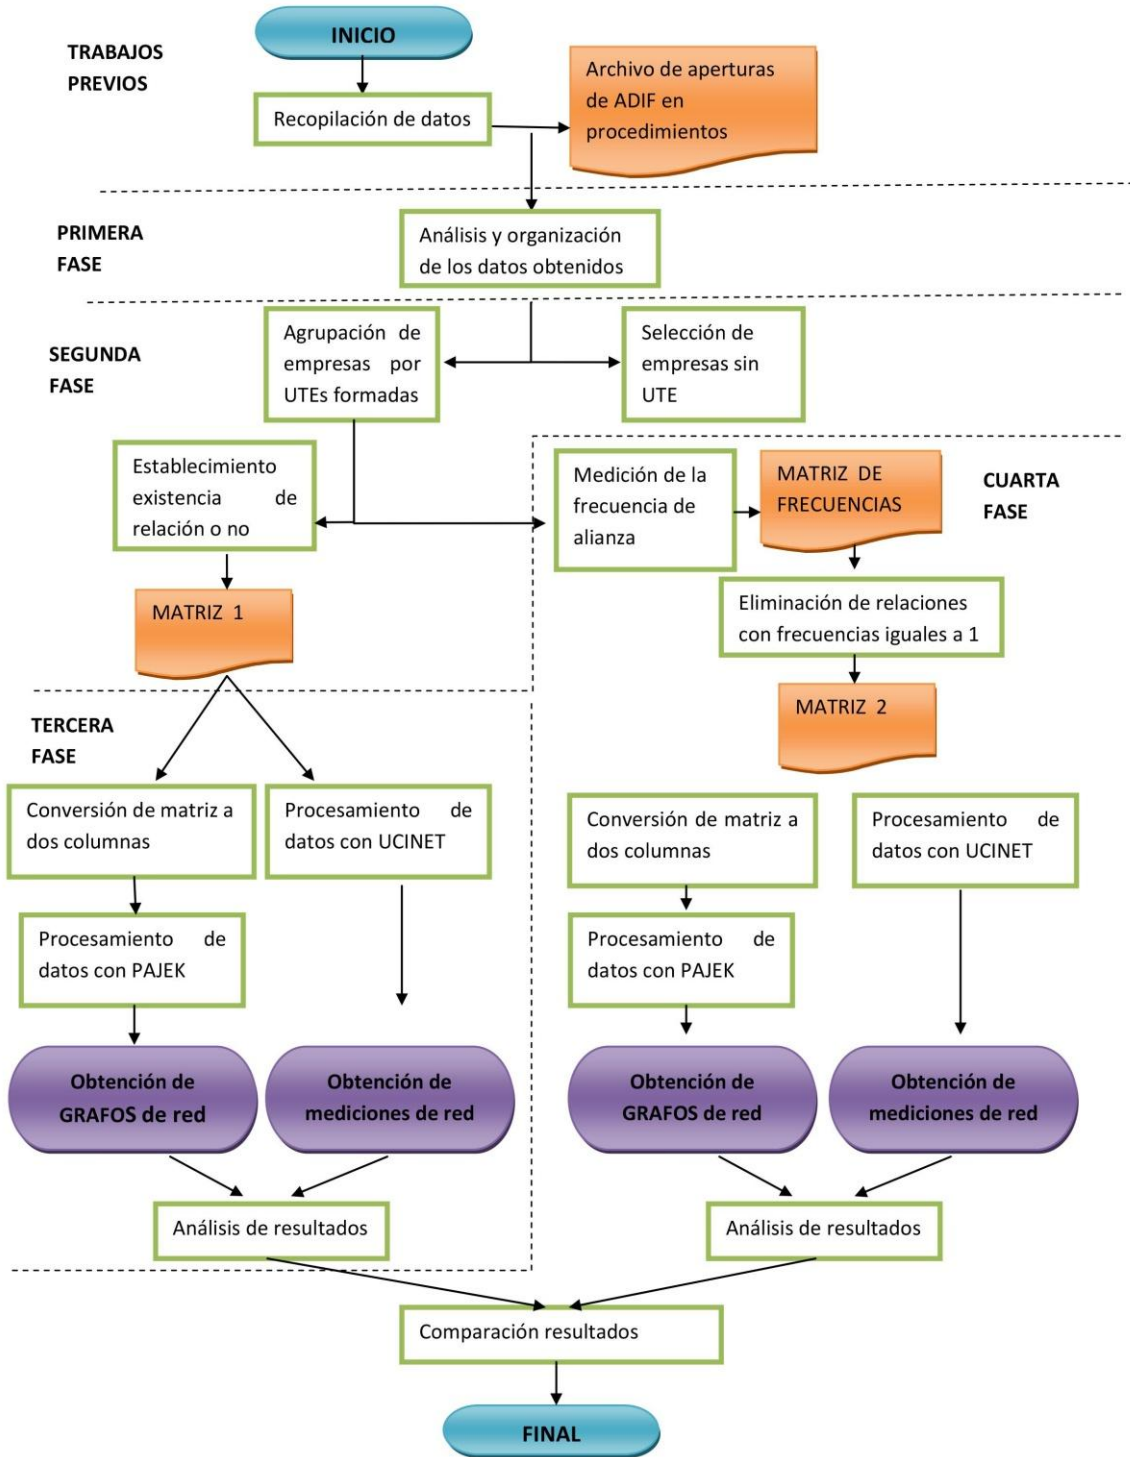 TRABAJOS
PREVIOS
INICIO
Recopilación de datos
Archivo de aperturas
de ADIF en
procedimientos
PRIMERA
FASE
Análisis y organización
de los datos obtenidos
SEGUNDA
FASE
Agrupación de
empresas por
UTEs formadas
Selección de
empresas sin
UTE
Establecimiento
existencia de
relación o no
MATRIZ 1
Medición de la
frecuencia de
alianza
MATRIZ DE
FRECUENCIAS
CUARTA
FASE
Eliminación de relaciones
con frecuencias iguales a 1
MATRIZ 2
TERCERA
FASE
Conversión de matriz a
dos columnas
Procesamiento de
datos con UCINET
Procesamiento de
datos con PAJEK
Obtención de
GRAFOS de red
Obtención de
mediciones de red
Análisis de resultados
Conversión de matriz a
dos columnas
Procesamiento de
datos con UCINET
Procesamiento de
datos con PAJEK
Obtención de
GRAFOS de red
Obtención de
mediciones de red
Análisis de resultados
Comparación resultados
FINAL